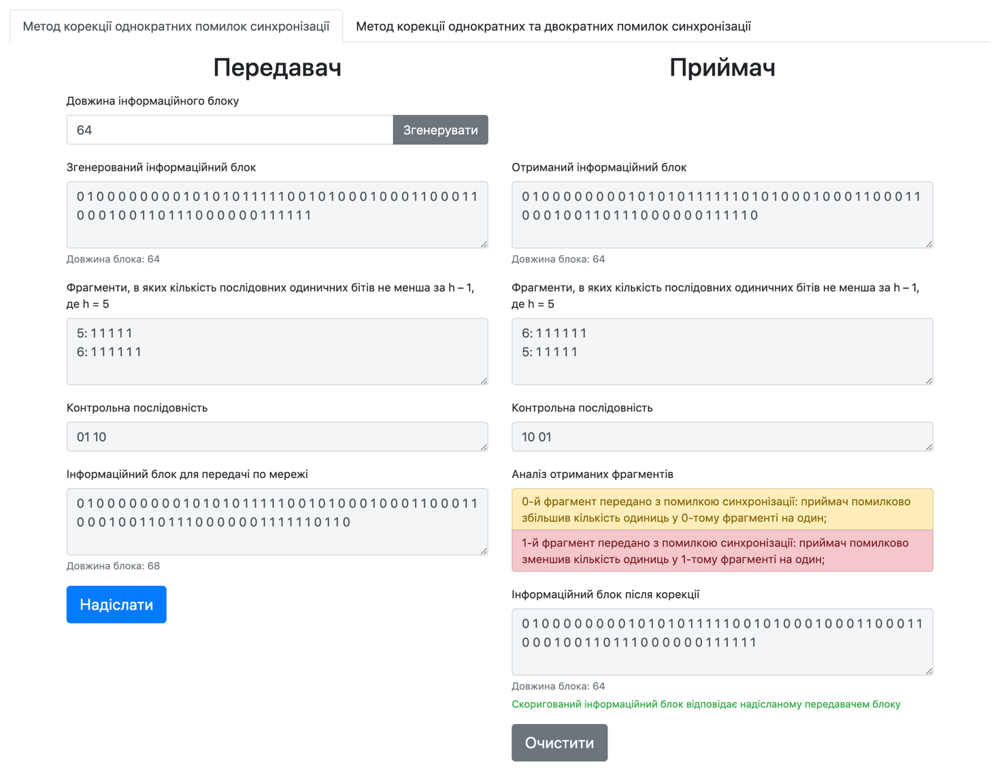 Метод корекції однократних помилок синхронізації
Метод корекції однократних та двократних помилок синхронізації
Передавач
Довжина інформаційного блоку
64
Згенерувати
Згенерований інформаційний блок
0 1 0 0 0 0 0 0 0 0 1 0 1 0 1 0 1 1 1 1 1 0 0 1 0 1 0 0 0 1 0 0 0 1 1 0 0 0 1 1
0 0 0 1 0 0 1 1 0 1 1 1 0 0 0 0 0 0 1 1 1 1 1 1
Довжина блока: 64
Фрагменти, в яких кількість послідовних одиничних бітів не менша за h – 1,
де h = 5
5: 1 1 1 1 1
6: 1 1 1 1 1 1
Контрольна послідовність
01 10
Інформаційний блок для передачі по мережі
0 1 0 0 0 0 0 0 0 0 1 0 1 0 1 0 1 1 1 1 1 0 0 1 0 1 0 0 0 1 0 0 0 1 1 0 0 0 1 1
0 0 0 1 0 0 1 1 0 1 1 1 0 0 0 0 0 0 1 1 1 1 1 1 0 1 1 0
Довжина блока: 68
Надіслати
Приймач
Отриманий інформаційний блок
0 1 0 0 0 0 0 0 0 0 1 0 1 0 1 0 1 1 1 1 1 1 0 1 0 1 0 0 0 1 0 0 0 1 1 0 0 0 1 1
0 0 0 1 0 0 1 1 0 1 1 1 0 0 0 0 0 0 1 1 1 1 1 0
Довжина блока: 64
Фрагменти, в яких кількість послідовних одиничних бітів не менша за h – 1,
де h = 5
6: 1 1 1 1 1 1
5: 1 1 1 1 1
Контрольна послідовність
10 01
Аналіз отриманих фрагментів
0-й фрагмент передано з помилкою синхронізації: приймач помилково
збільшив кількість одиниць у 0-тому фрагменті на один;
1-й фрагмент передано з помилкою синхронізації: приймач помилково
зменшив кількість одиниць у 1-тому фрагменті на один;
Інформаційний блок після корекції
0 1 0 0 0 0 0 0 0 0 1 0 1 0 1 0 1 1 1 1 1 0 0 1 0 1 0 0 0 1 0 0 0 1 1 0 0 0 1 1
0 0 0 1 0 0 1 1 0 1 1 1 0 0 0 0 0 0 1 1 1 1 1 1
Довжина блока: 64
Скоригований інформаційний блок відповідає надісланому передавачем блоку
Очистити